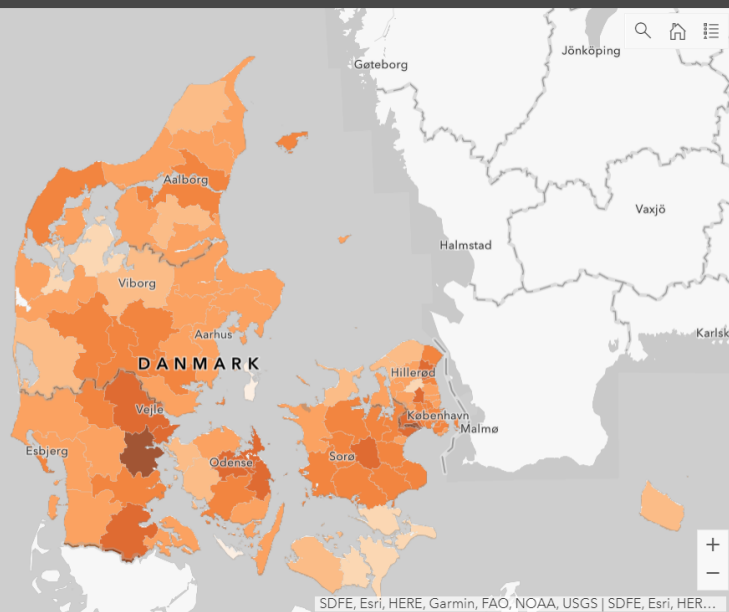 Jönköping
Gøteborg
Aalborg
Vaxjö
Halmstad
Viborg
Aarhus
Karlsk
DANMARK
Hillerød
Vejle
København
Malmø
Esbjerg
Odense
Sorø
+
−
SDFE, Esri, HERE, Garmin, FAO, NOAA, USGS | SDFE, Esri, HER...